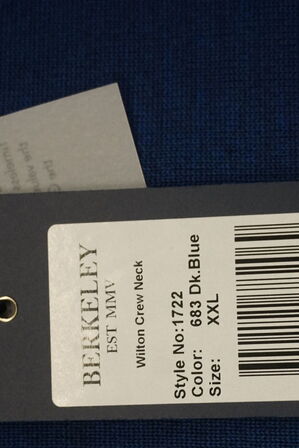 BERKELEY
EST MMV
Wilton Crew Neck
Style No:1722
Color: 683 Dk.Blue
Size: XXL